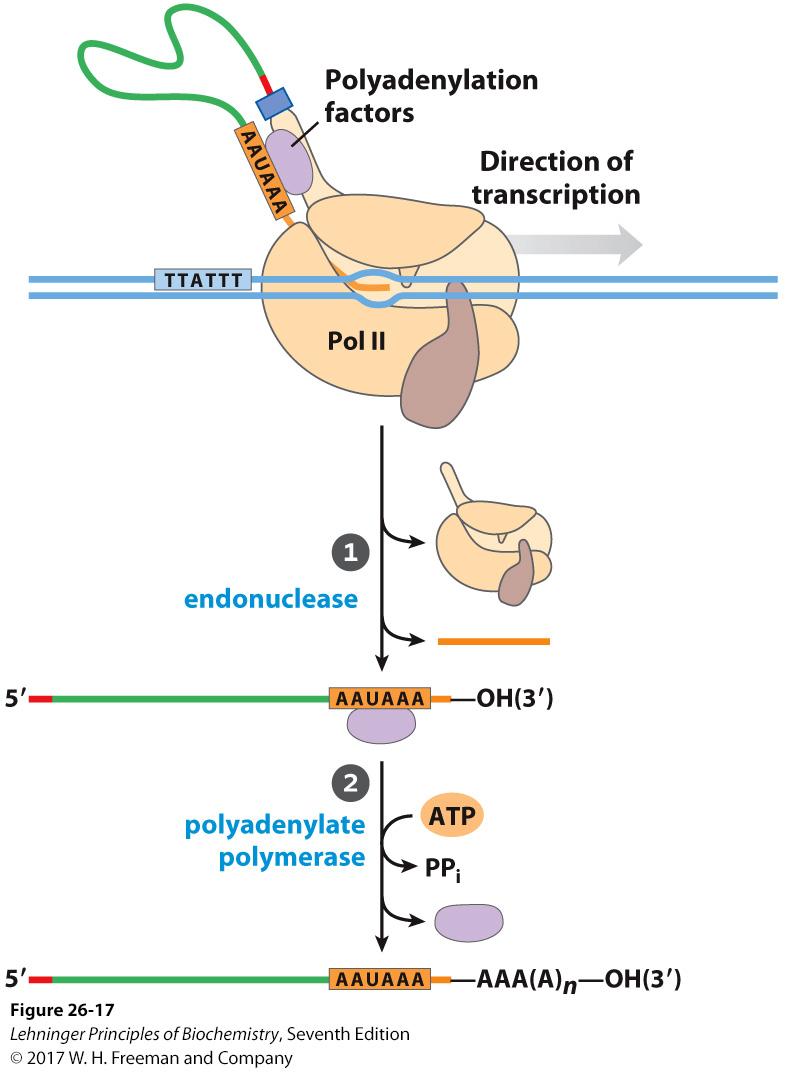 Polyadenylation
factors
AAUAAA
Direction of
transcription
TTATTT
Pol II
1
endonuclease
5′ AAUAAA —OH(3′)
2
polyadenylate
polymerase
ATP
PPi
5′ AAUAAA —AAA(A)n—OH(3′)
Figure 26-17
Lehninger Principles of Biochemistry, Seventh Edition
© 2017 W. H. Freeman and Company